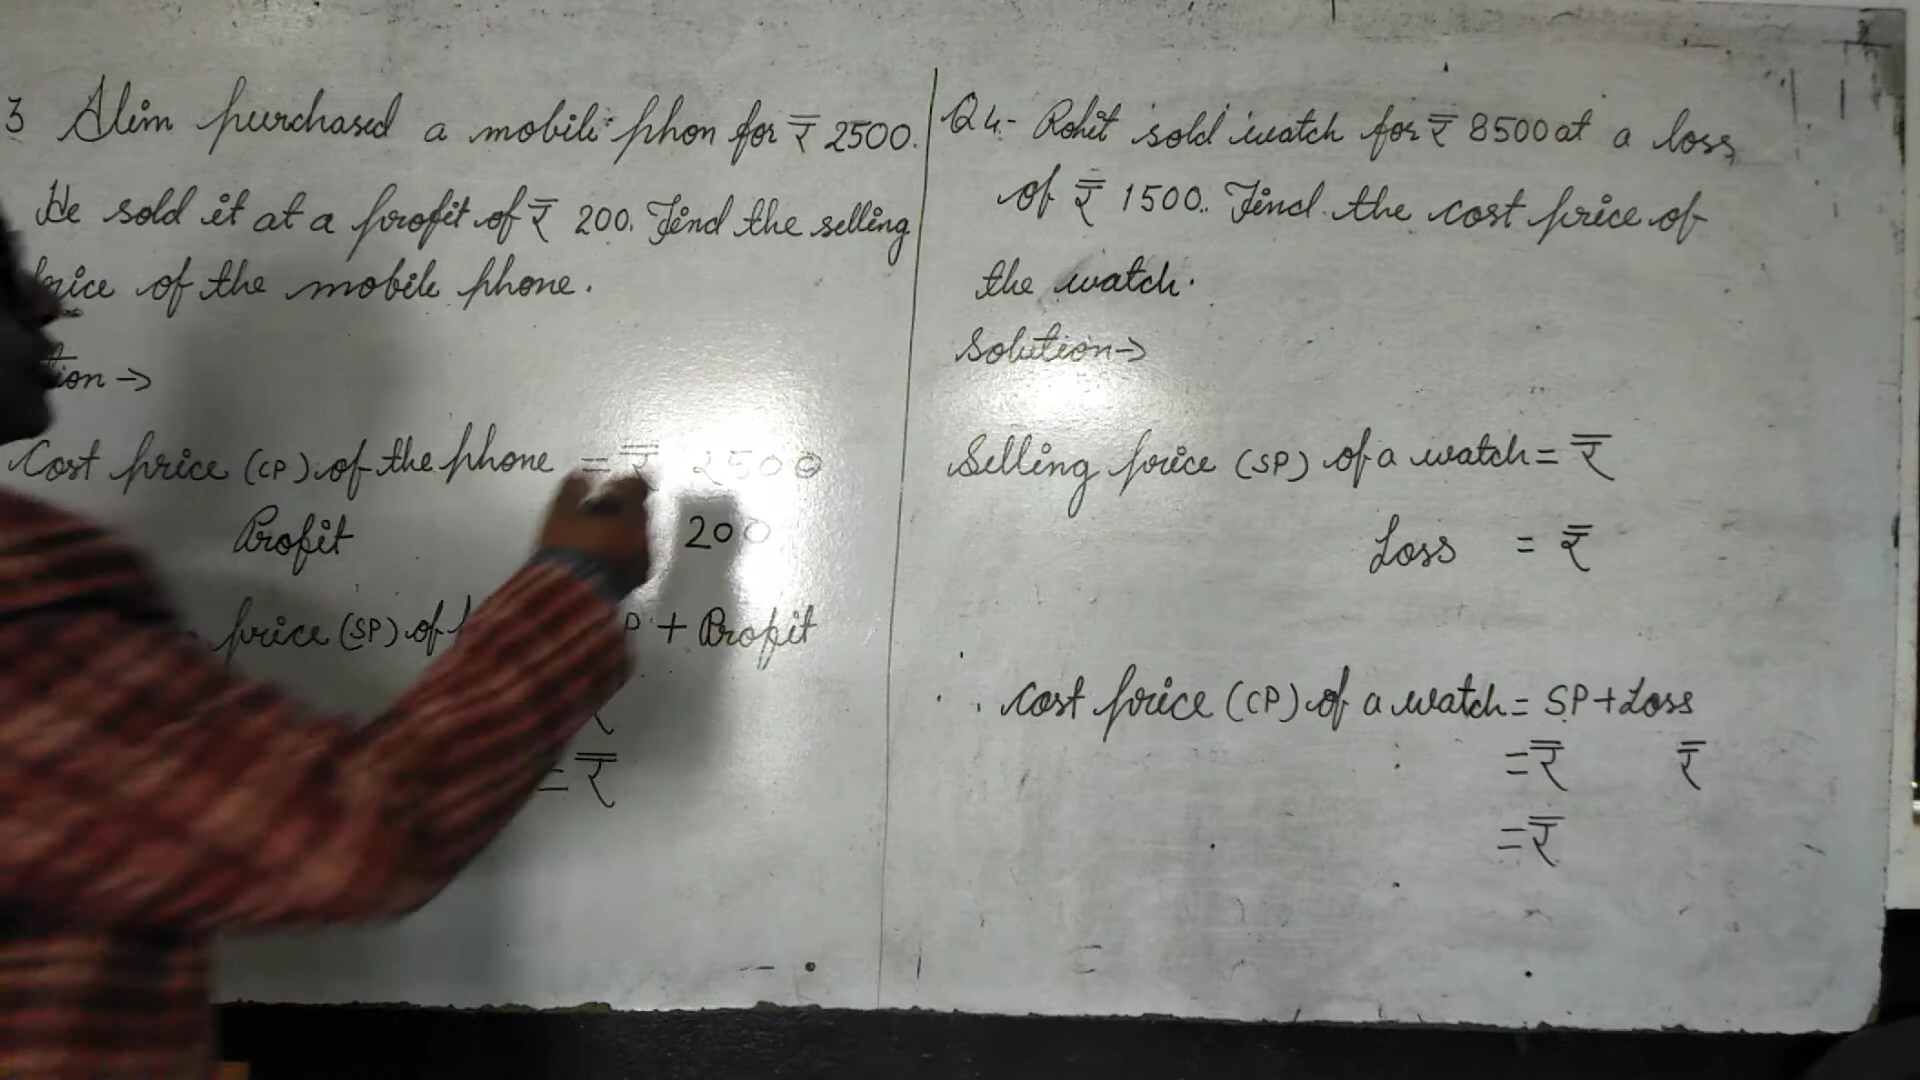 3 Alim purchased a mobile phon for ₹ 2500.
He sold it at a profit of ₹ 200. Find the selling
price of the mobile phone.
tion →
Cost price (CP) of the phone = ₹ 2500
Profit 200
price (SP) of P + Profit
= ₹
Q4.- Rohit sold watch for ₹ 8500 at a loss
of ₹ 1500. Find the cost price of
the watch.
Solution →
Selling price (SP) of a watch = ₹
Loss = ₹
Cost price (CP) of a watch = SP + Loss
= ₹ ₹
= ₹